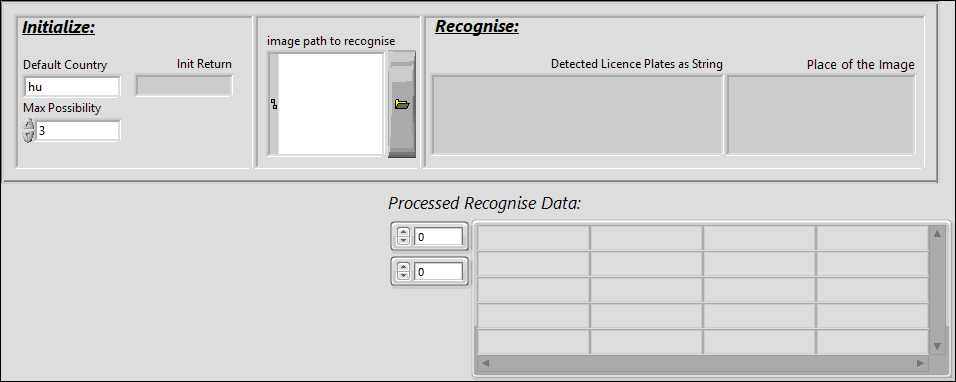 Initialize:
Default Country
Init Return
hu
Max Possibility
3
image path to recognise
Recognise:
Detected Licence Plates as String
Place of the Image
Processed Recognise Data:
0
0